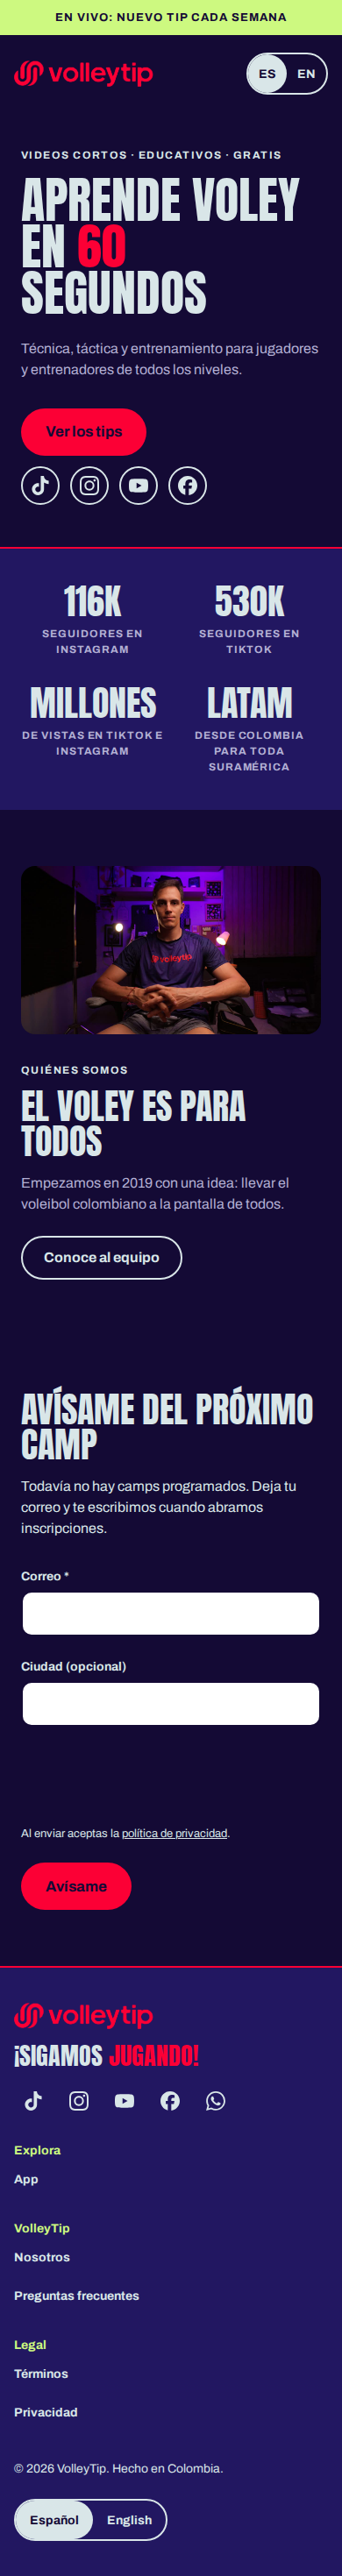 EN VIVO: NUEVO TIP CADA SEMANA
volleytip
ES EN
VIDEOS CORTOS · EDUCATIVOS · GRATIS
APRENDE VOLEY
EN 60
SEGUNDOS
Técnica, táctica y entrenamiento para jugadores
y entrenadores de todos los niveles.
Ver los tips
116K
SEGUIDORES EN
INSTAGRAM
530K
SEGUIDORES EN
TIKTOK
MILLONES
DE VISTAS EN TIKTOK E
INSTAGRAM
LATAM
DESDE COLOMBIA
PARA TODA
SURAMÉRICA
volleytip
QUIÉNES SOMOS
EL VOLEY ES PARA
TODOS
Empezamos en 2019 con una idea: llevar el
voleibol colombiano a la pantalla de todos.
Conoce al equipo
AVÍSAME DEL PRÓXIMO
CAMP
Todavía no hay camps programados. Deja tu
correo y te escribimos cuando abramos
inscripciones.
Correo *
Ciudad (opcional)
Al enviar aceptas la política de privacidad.
Avísame
volleytip
¡SIGAMOS JUGANDO!
Explora
App
VolleyTip
Nosotros
Preguntas frecuentes
Legal
Términos
Privacidad
© 2026 VolleyTip. Hecho en Colombia.
Español English